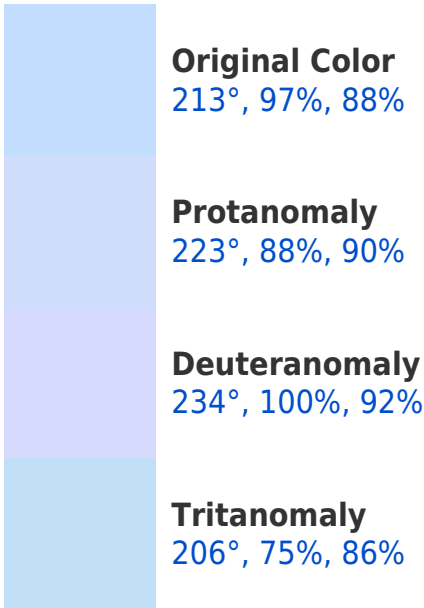 Original Color
213°, 97%, 88%
Protanomaly
223°, 88%, 90%
Deuteranomaly
234°, 100%, 92%
Tritanomaly
206°, 75%, 86%